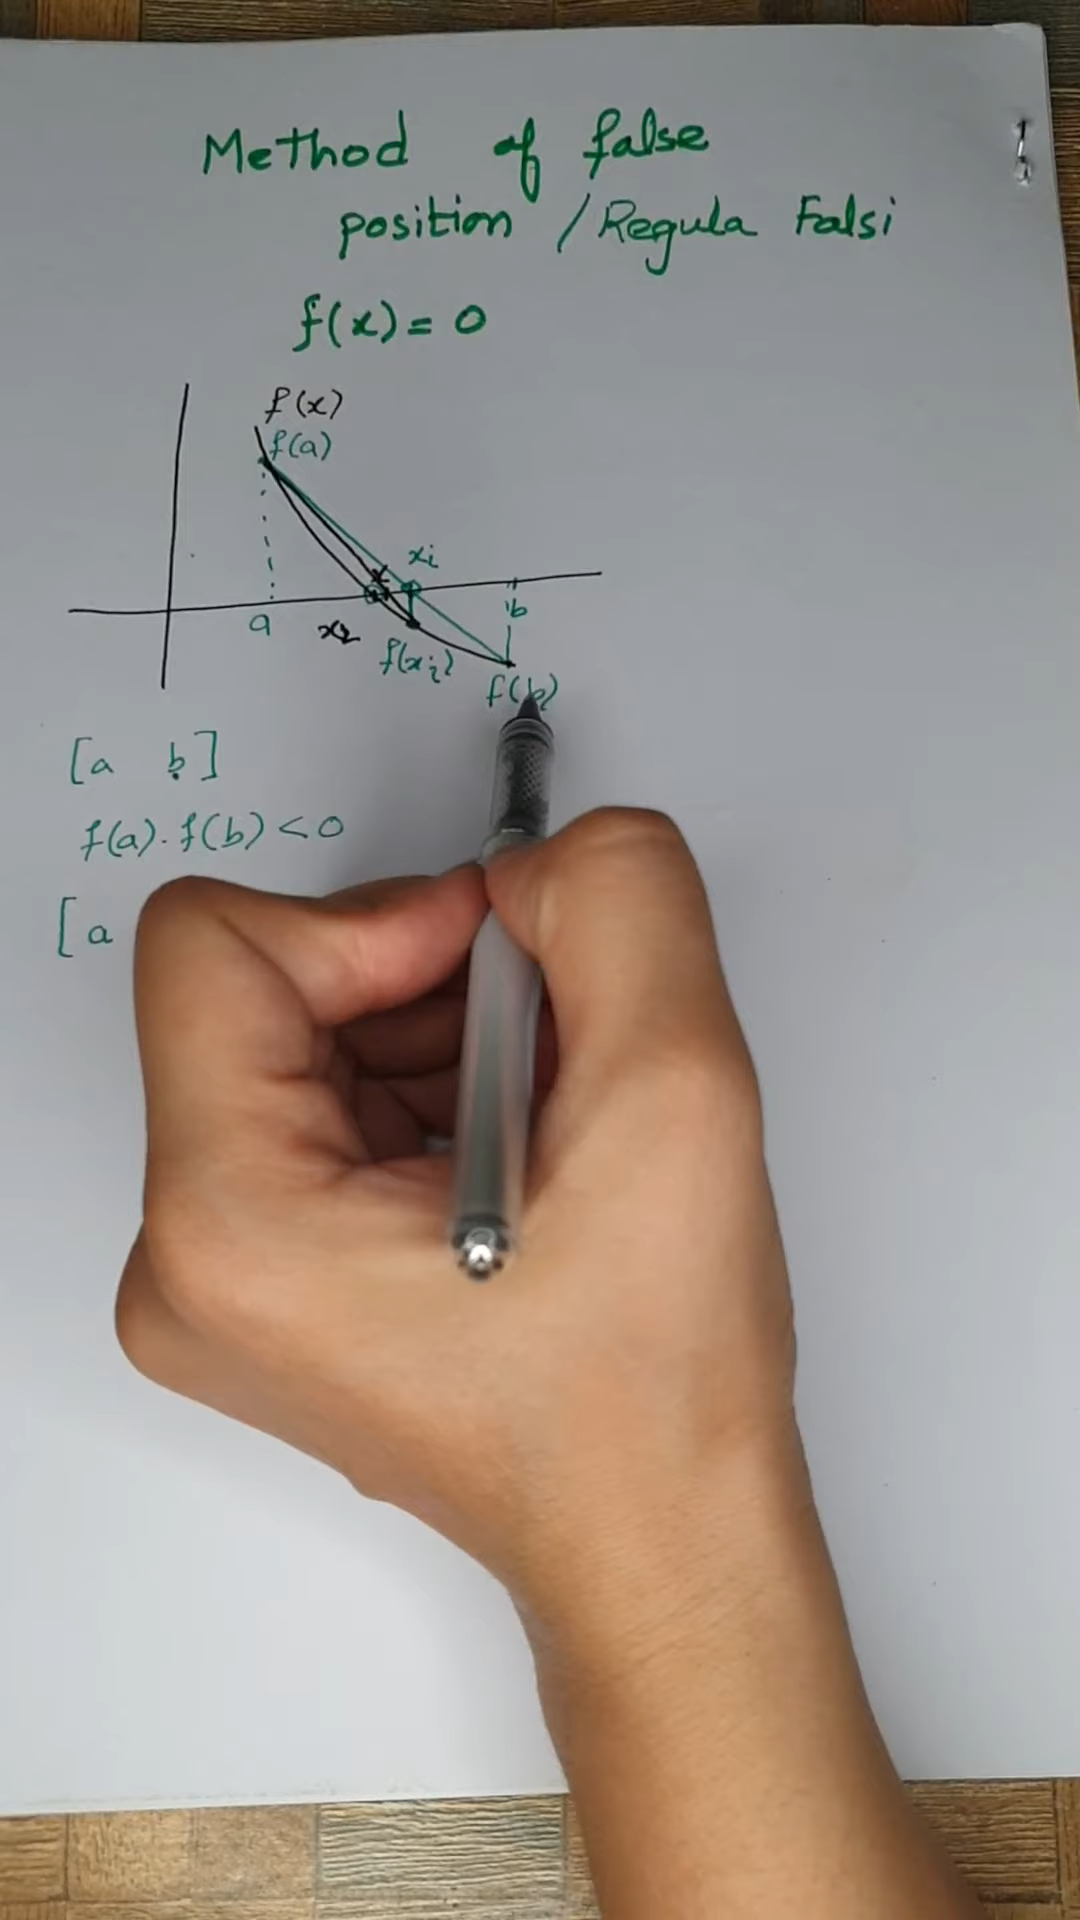 Method of false
position / Regula Falsi
f(x) = 0
f(x)
f(a)
xi
a
b
x2
f(xi)
f(b)
[a b]
f(a). f(b) < 0
[a